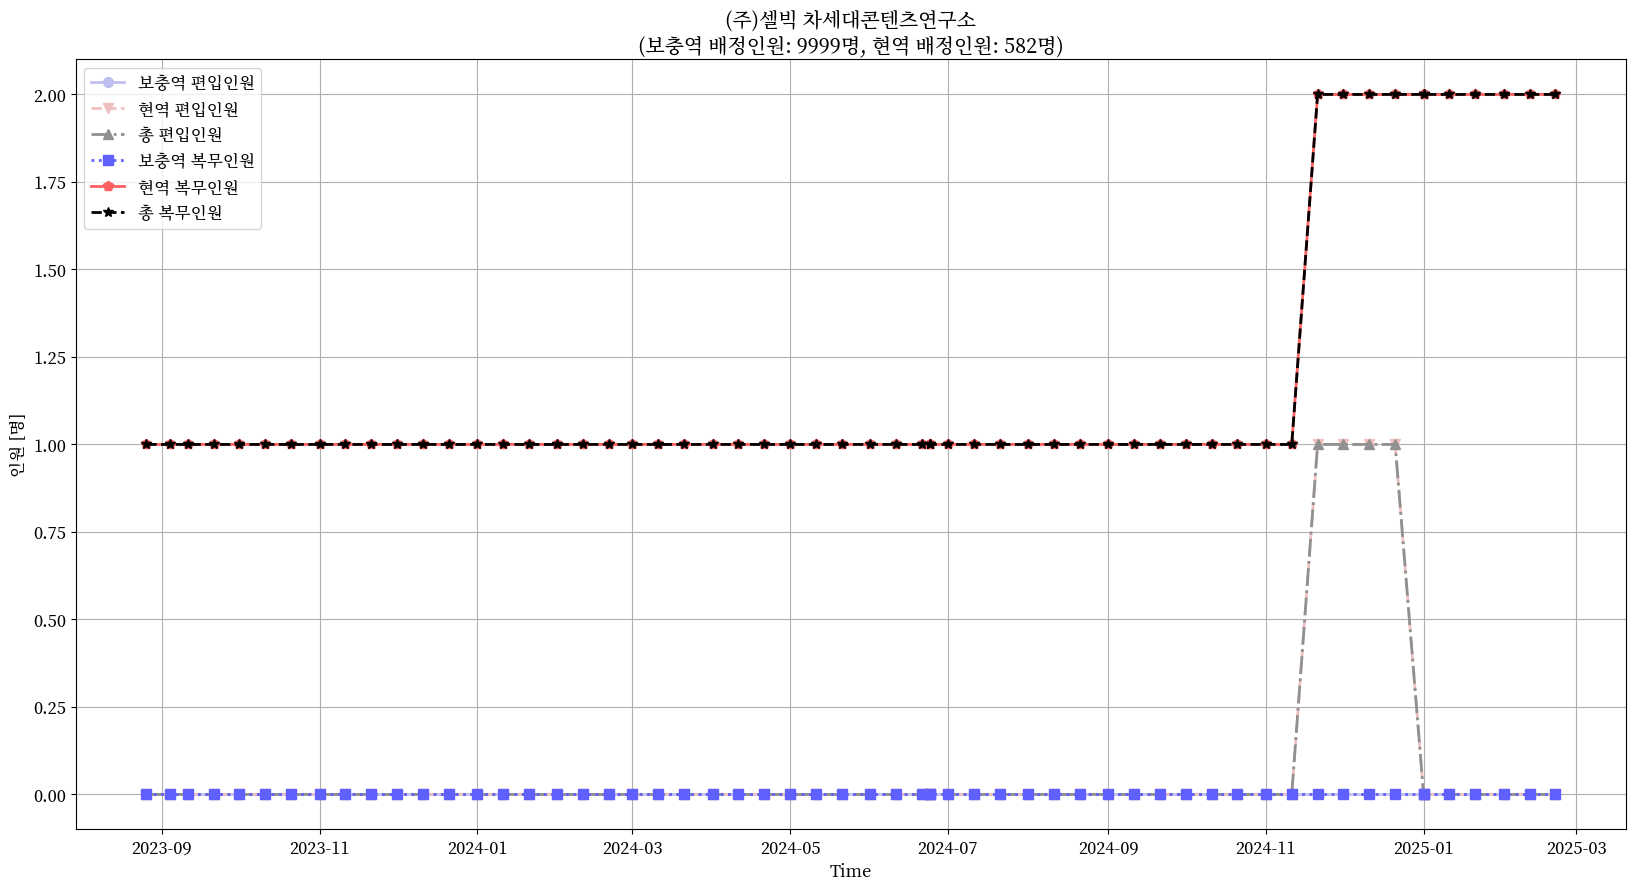 (주)셀빅 차세대콘텐츠연구소
(보충역 배정인원: 9999명, 현역 배정인원: 582명)
보충역 편입인원
현역 편입인원
총 편입인원
보충역 복무인원
현역 복무인원
총 복무인원
2.00
1.75
1.50
1.25
1.00
0.75
0.50
0.25
0.00
인원 [명]
2023-09 2023-11 2024-01 2024-03 2024-05 2024-07 2024-09 2024-11 2025-01 2025-03
Time